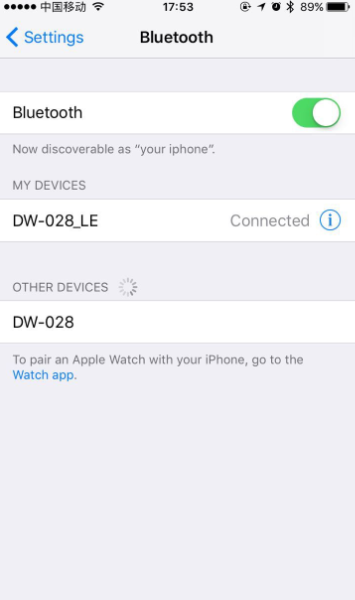 中国移动 17:53 89%
Settings Bluetooth
Bluetooth
Now discoverable as “your iphone”.
MY DEVICES
DW-028_LE Connected i
OTHER DEVICES
DW-028
To pair an Apple Watch with your iPhone, go to the
Watch app.